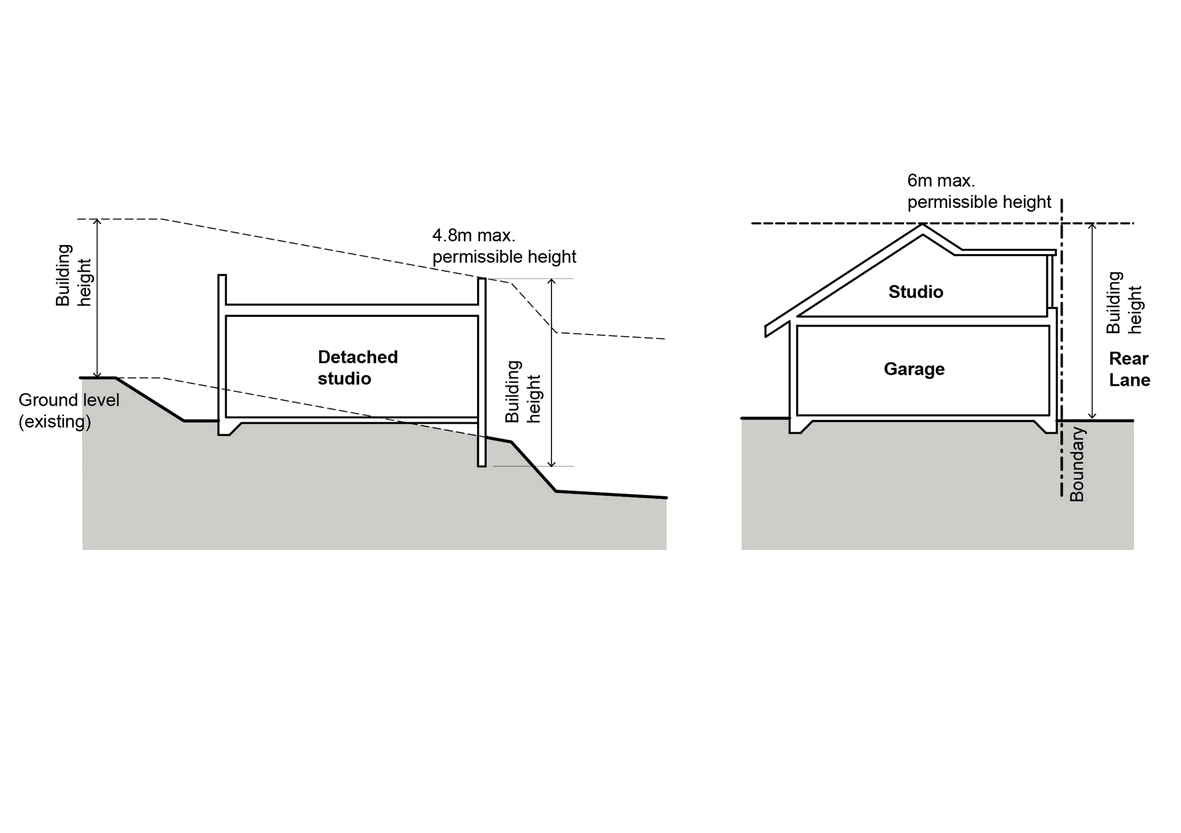 Building
height
Ground level
(existing)
4.8m max.
permissible height
Detached
studio
Building
height
6m max.
permissible height
Studio
Garage
Building
height
Rear
Lane
Boundary